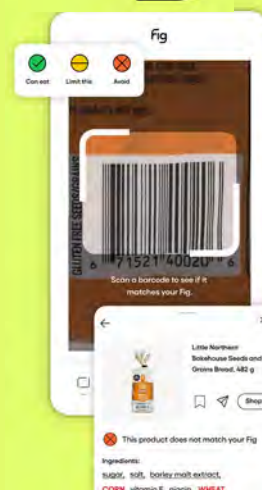 Fig
Can eat
Limit this
Avoid
GLUTEN FREE SEEDS&GRAINS
6 71521 40020 6
Scan a barcode to see if it
matches your Fig.
Little Northern
Bakehouse Seeds and
Grains Bread, 482 g
Shop
This product does not match your Fig
Ingredients:
sugar, salt, barley malt extract,
CORN, vitamin E, niacin, WHEAT